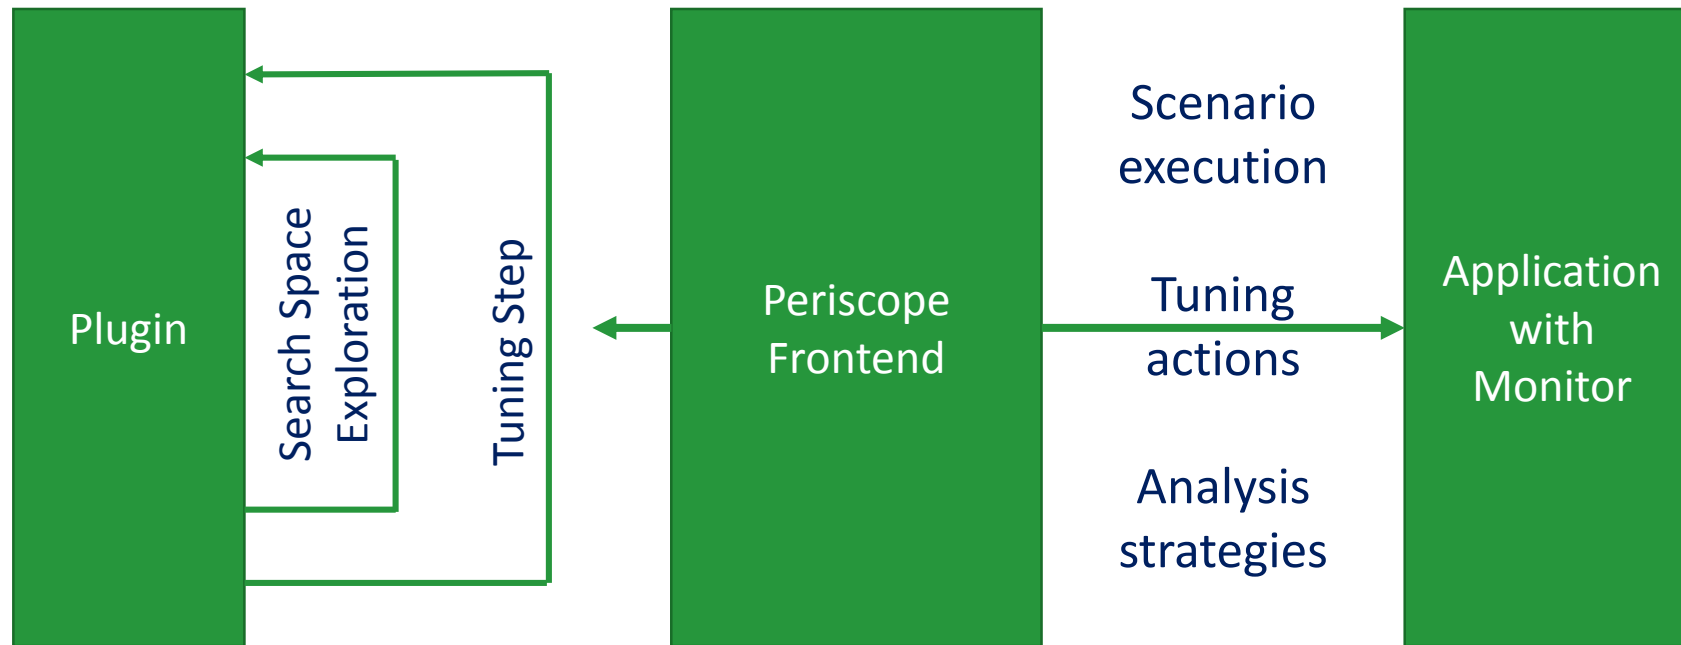 Plugin
Search Space
Exploration
Tuning Step
Periscope
Frontend
Scenario
execution
Tuning
actions
Analysis
strategies
Application
with
Monitor